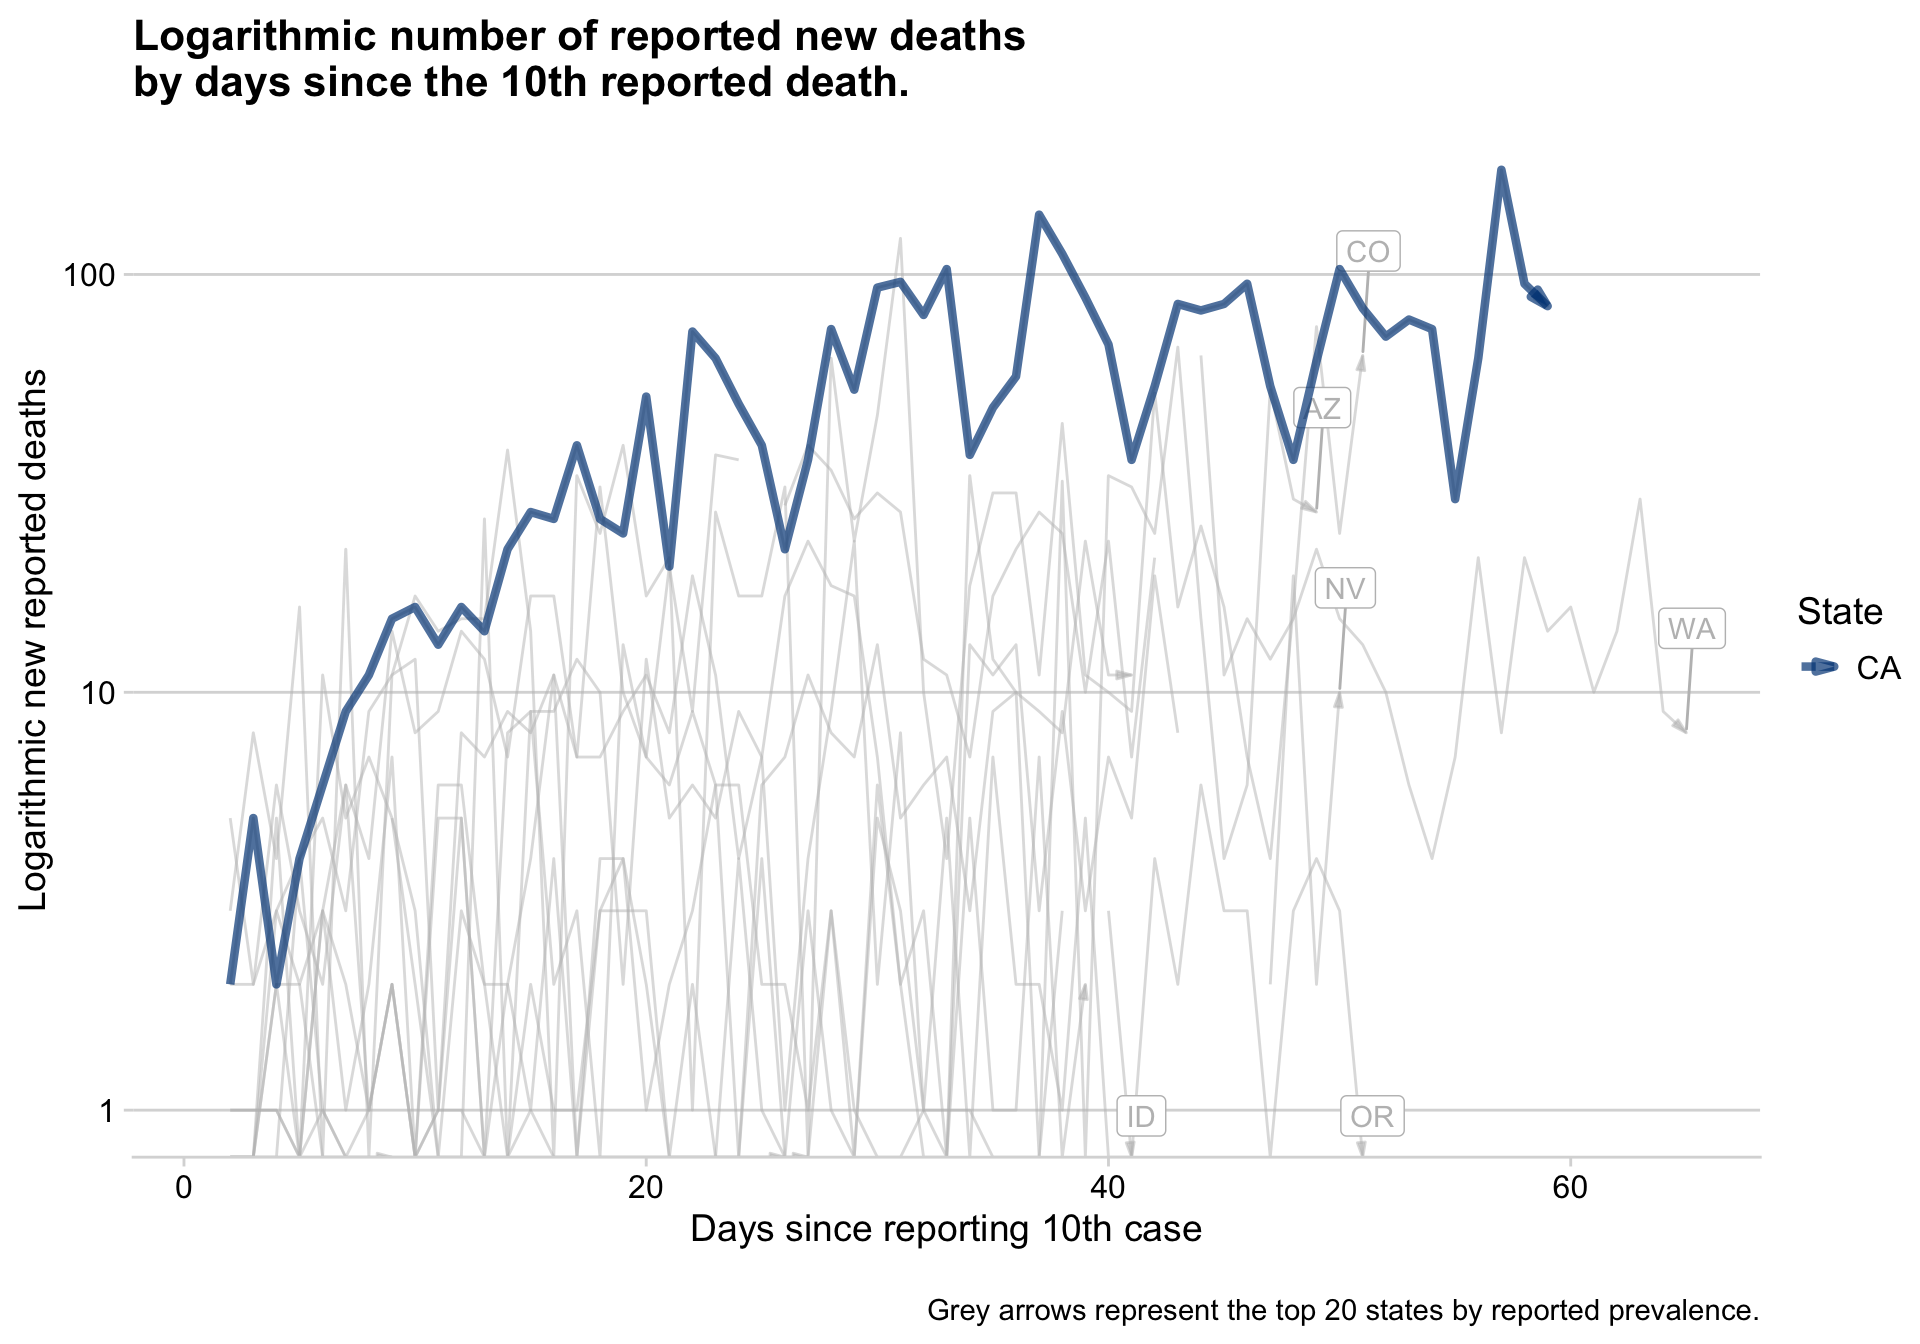 Logarithmic number of reported new deaths
by days since the 10th reported death.
Logarithmic new reported deaths
100
10
1
CO
AZ
NV
WA
ID
OR
State
CA
0
20
40
60
Days since reporting 10th case
Grey arrows represent the top 20 states by reported prevalence.